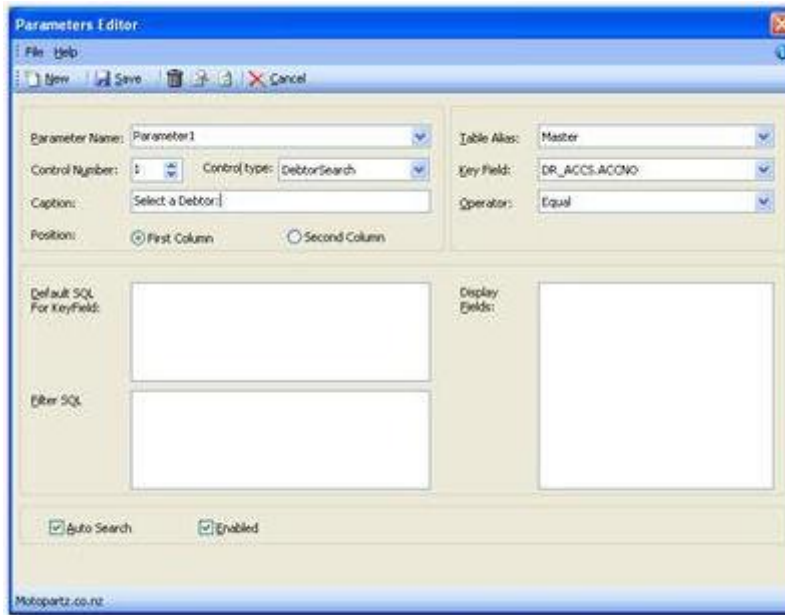 Parameters Editor
File Help
New Save Cancel
Parameter Name: Parameter1 Table Alias: Master
Control Number: 1 Control type: DebtorSearch Key Field: DR_ACCS.ACCNO
Caption: Select a Debtor: Operator: Equal
Position: First Column Second Column
Default SQL Display
For KeyField: Fields:
Filter SQL
Auto Search Enabled
Motopartz.co.nz